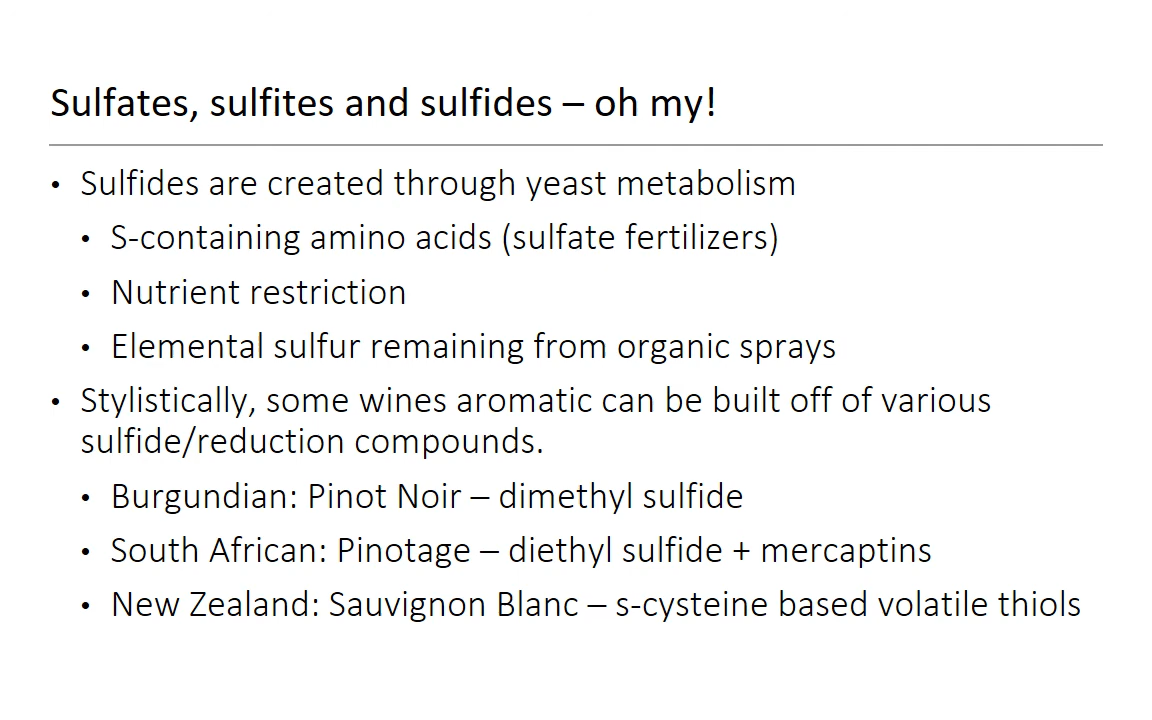 Sulfates, sulfites and sulfides – oh my!
• Sulfides are created through yeast metabolism
• S-containing amino acids (sulfate fertilizers)
• Nutrient restriction
• Elemental sulfur remaining from organic sprays
• Stylistically, some wines aromatic can be built off of various
sulfide/reduction compounds.
• Burgundian: Pinot Noir – dimethyl sulfide
• South African: Pinotage – diethyl sulfide + mercaptins
• New Zealand: Sauvignon Blanc – s-cysteine based volatile thiols